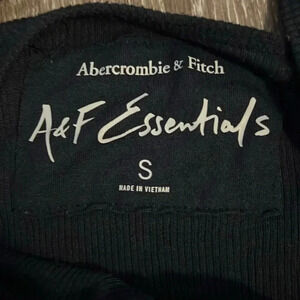 Abercrombie & Fitch
A&F Essentials
S
MADE IN VIETNAM